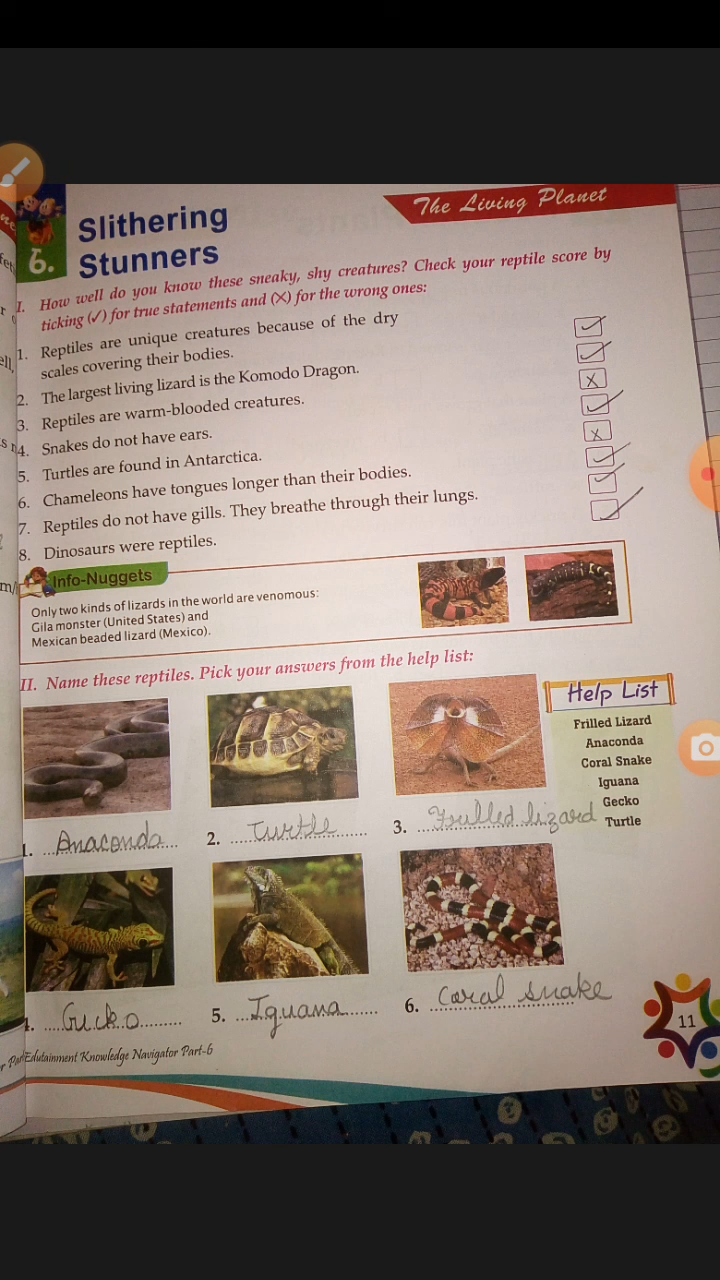 The Living Planet
6.
Slithering
Stunners
I. How well do you know these sneaky, shy creatures? Check your reptile score by
ticking (✓) for true statements and (✕) for the wrong ones:
1. Reptiles are unique creatures because of the dry
scales covering their bodies. ✓
2. The largest living lizard is the Komodo Dragon. ✓
3. Reptiles are warm-blooded creatures. X
4. Snakes do not have ears. ✓
5. Turtles are found in Antarctica. X
6. Chameleons have tongues longer than their bodies. ✓
7. Reptiles do not have gills. They breathe through their lungs. ✓
8. Dinosaurs were reptiles. ✓
Info-Nuggets
Only two kinds of lizards in the world are venomous:
Gila monster (United States) and
Mexican beaded lizard (Mexico).
II. Name these reptiles. Pick your answers from the help list:
Help List
Frilled Lizard
Anaconda
Coral Snake
Iguana
Gecko
Turtle
1. Anaconda 2. Turtle 3. Frilled lizard
4. Gucko 5. Iguana 6. Coral snake
11
Edutainment Knowledge Navigator Part-6